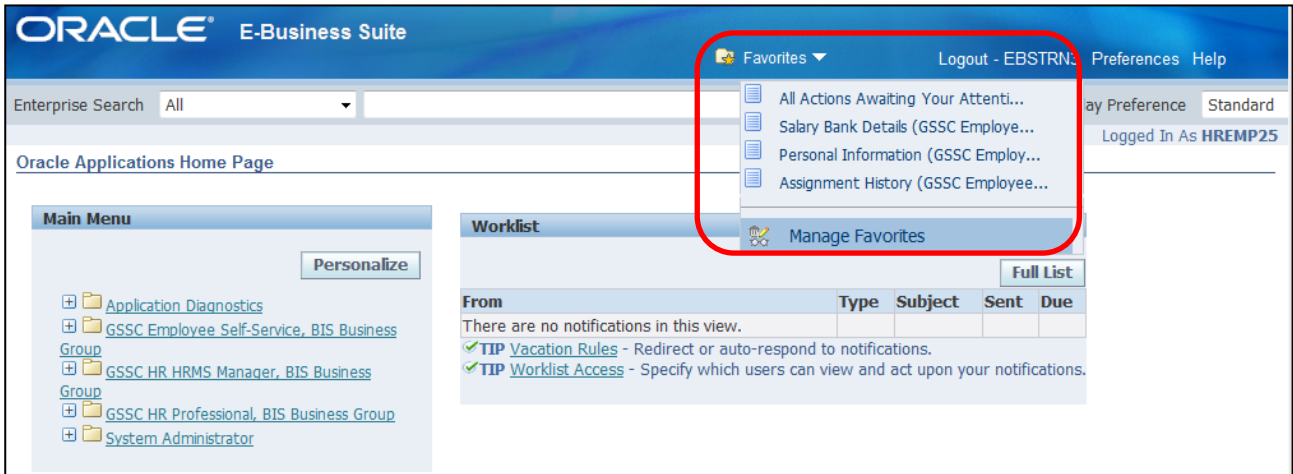 ORACLE® E-Business Suite
Favorites Logout - EBSTRN3 Preferences Help
Enterprise Search All
All Actions Awaiting Your Attenti...
ay Preference Standard
Salary Bank Details (GSSC Employe...
Logged In As HREMP25
Personal Information (GSSC Employ...
Oracle Applications Home Page
Assignment History (GSSC Employee...
Manage Favorites
Main Menu
Personalize
Application Diagnostics
GSSC Employee Self-Service, BIS Business
Group
GSSC HR HRMS Manager, BIS Business
Group
GSSC HR Professional, BIS Business Group
System Administrator
Worklist
Full List
From Type Subject Sent Due
There are no notifications in this view.
TIP Vacation Rules - Redirect or auto-respond to notifications.
TIP Worklist Access - Specify which users can view and act upon your notifications.